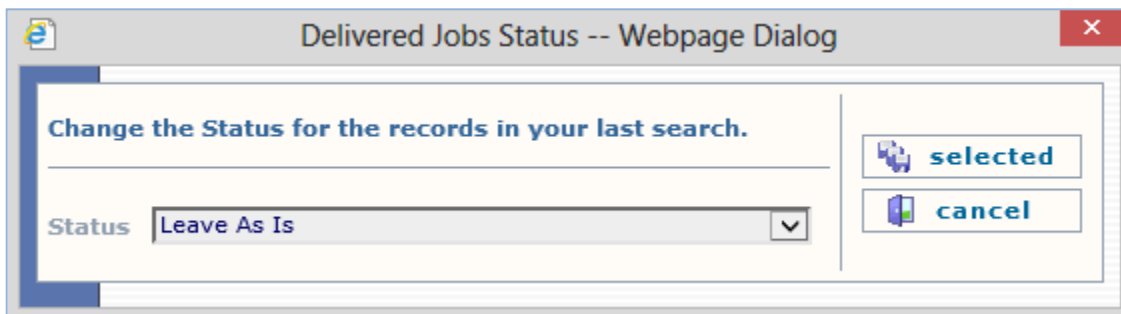 Delivered Jobs Status -- Webpage Dialog
Change the Status for the records in your last search.
selected
cancel
Status Leave As Is